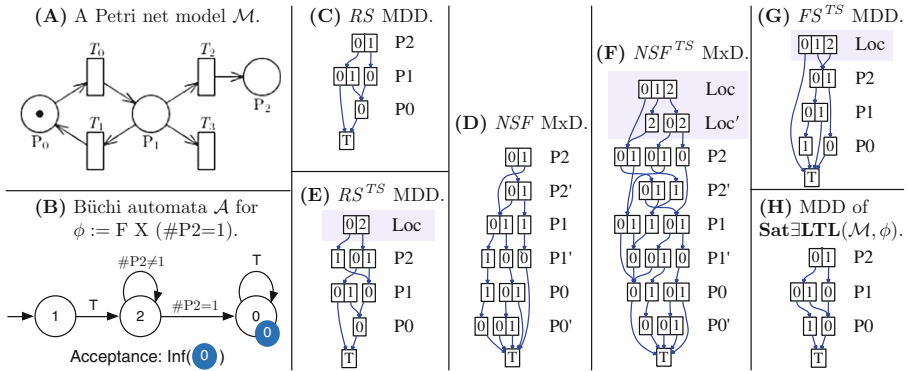 (A) A Petri net model M.
T0 T2
P0 P1 P2
T1 T3
(B) Büchi automata A for
ϕ := F X (#P2=1).
#P2≠1 T
1 T 2 #P2=1 0
0
Acceptance: Inf( 0 )
(C) RS MDD.
0 1 P2
0 1 0 P1
0 P0
T
(E) RS^TS MDD.
0 2 Loc
1 0 1 P2
0 1 0 P1
0 P0
T
(D) NSF MxD.
0 1 P2
0 1 P2'
0 1 1 P1
1 0 0 P1'
1 0 1 P0
0 0 1 P0'
T
(F) NSF^TS MxD.
0 1 2 Loc
2 0 2 Loc'
0 1 0 1 0 P2
0 1 1 P2'
0 1 0 1 1 P1
0 0 1 0 P1'
0 1 0 1 0 P0
0 0 1 P0'
T
(G) FS^TS MDD.
0 1 2 Loc
0 1 P2
0 1 P1
1 0 P0
T
(H) MDD of
Sat∃LTL(M, ϕ).
0 1 P2
0 1 P1
1 0 P0
T